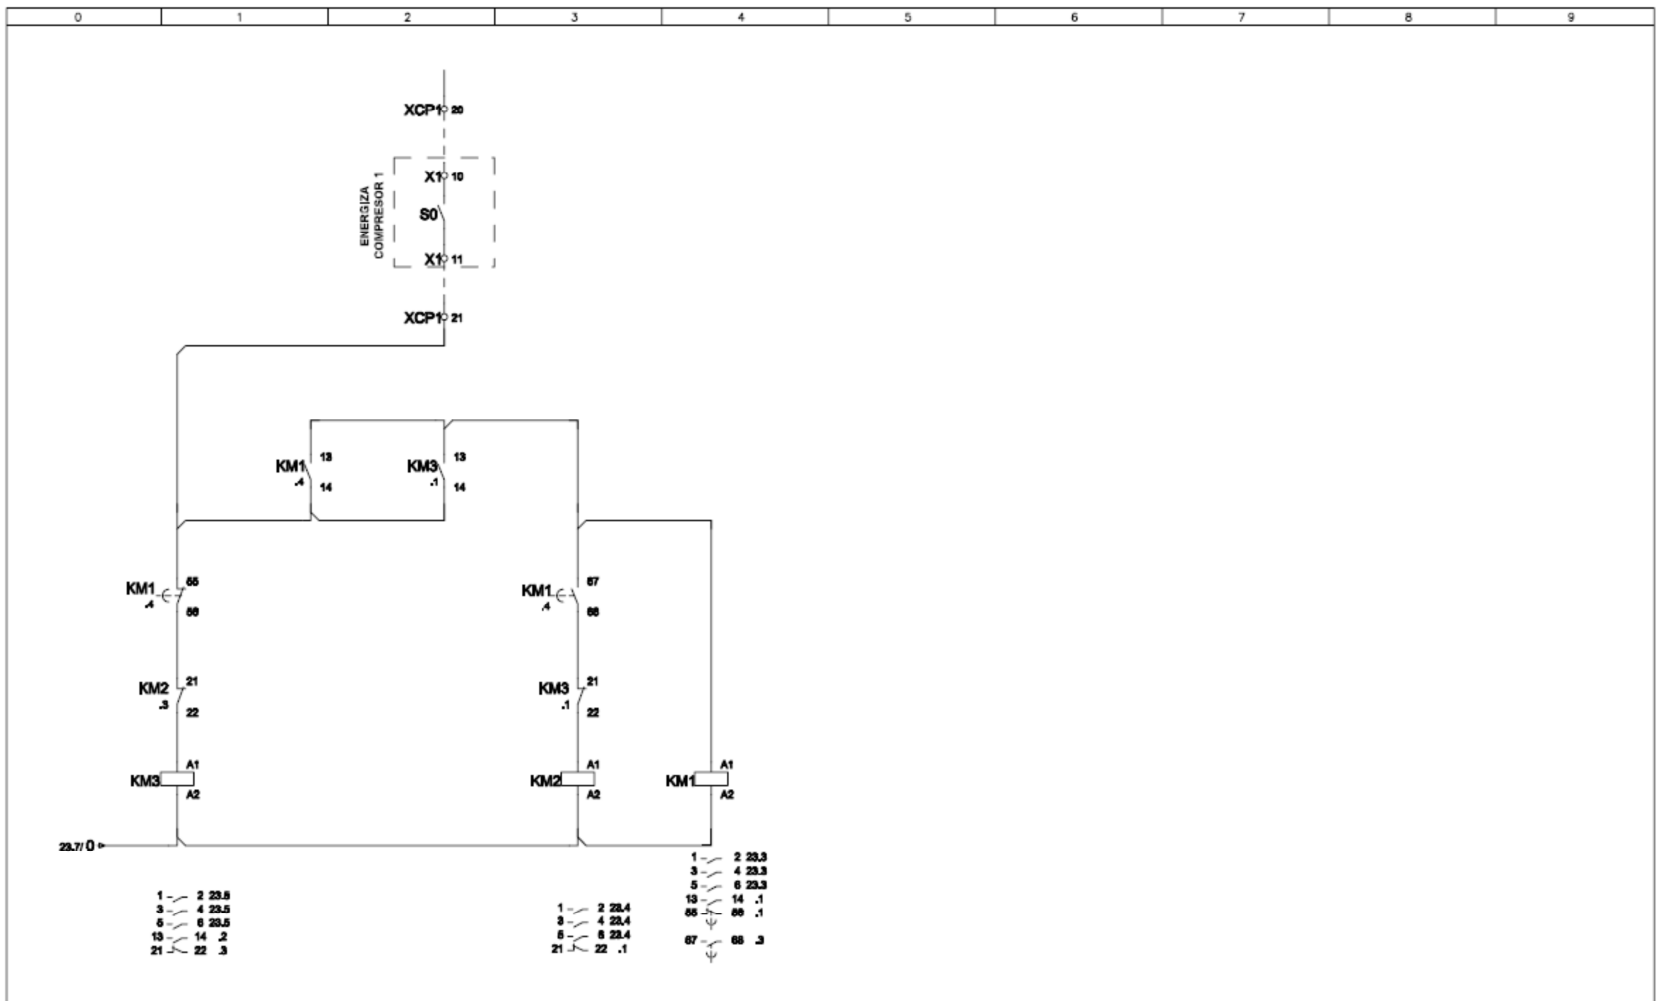 0 1 2 3 4 5 6 7 8 9
XCP1 20
X1 10
ENERGIZA
COMPRESOR 1
S0
X1 11
XCP1 21
KM1 13
.4 14
KM3 13
.1 14
KM1 55
.4 56
KM1 67
.4 68
KM2 21
.3 22
KM3 21
.1 22
KM3 A1
A2
KM2 A1
A2
KM1 A1
A2
23.7/0
1 2 23.5
3 4 23.5
5 6 23.5
13 14 .2
21 22 .3
1 2 23.4
3 4 23.4
5 6 23.4
21 22 .1
1 2 23.3
3 4 23.3
5 6 23.3
13 14 .1
55 56 .1
67 68 .3